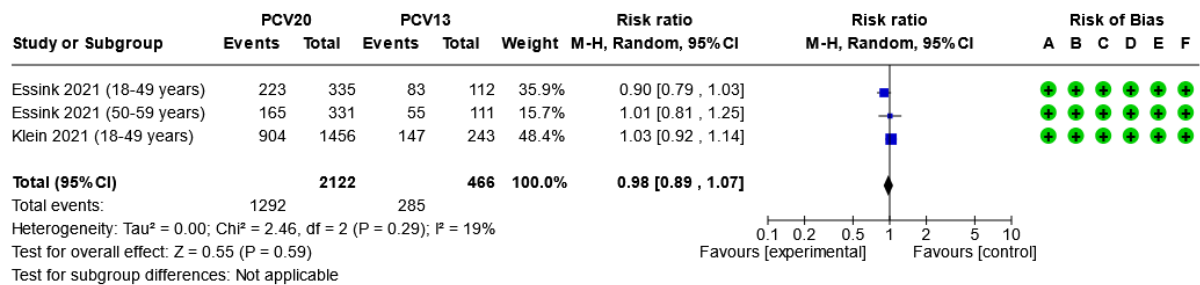 PCV20 PCV13 Risk ratio Risk ratio Risk of Bias
Study or Subgroup Events Total Events Total Weight M-H, Random, 95% CI M-H, Random, 95% CI A B C D E F
Essink 2021 (18-49 years) 223 335 83 112 35.9% 0.90 [0.79 , 1.03] + + + + + +
Essink 2021 (50-59 years) 165 331 55 111 15.7% 1.01 [0.81 , 1.25] + + + + + +
Klein 2021 (18-49 years) 904 1456 147 243 48.4% 1.03 [0.92 , 1.14] + + + + + +
Total (95% CI) 2122 466 100.0% 0.98 [0.89 , 1.07]
Total events: 1292 285
Heterogeneity: Tau² = 0.00; Chi² = 2.46, df = 2 (P = 0.29); I² = 19%
0.1 0.2 0.5 1 2 5 10
Test for overall effect: Z = 0.55 (P = 0.59)
Favours [experimental] Favours [control]
Test for subgroup differences: Not applicable